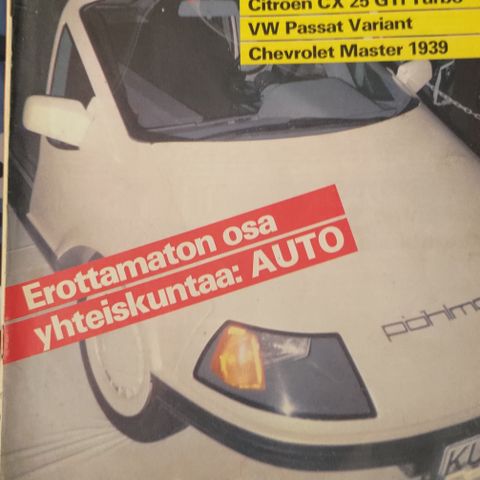 Citroën CX 25 GTI Turbo
VW Passat Variant
Chevrolet Master 1939
Erottamaton osa
yhteiskuntaa: AUTO